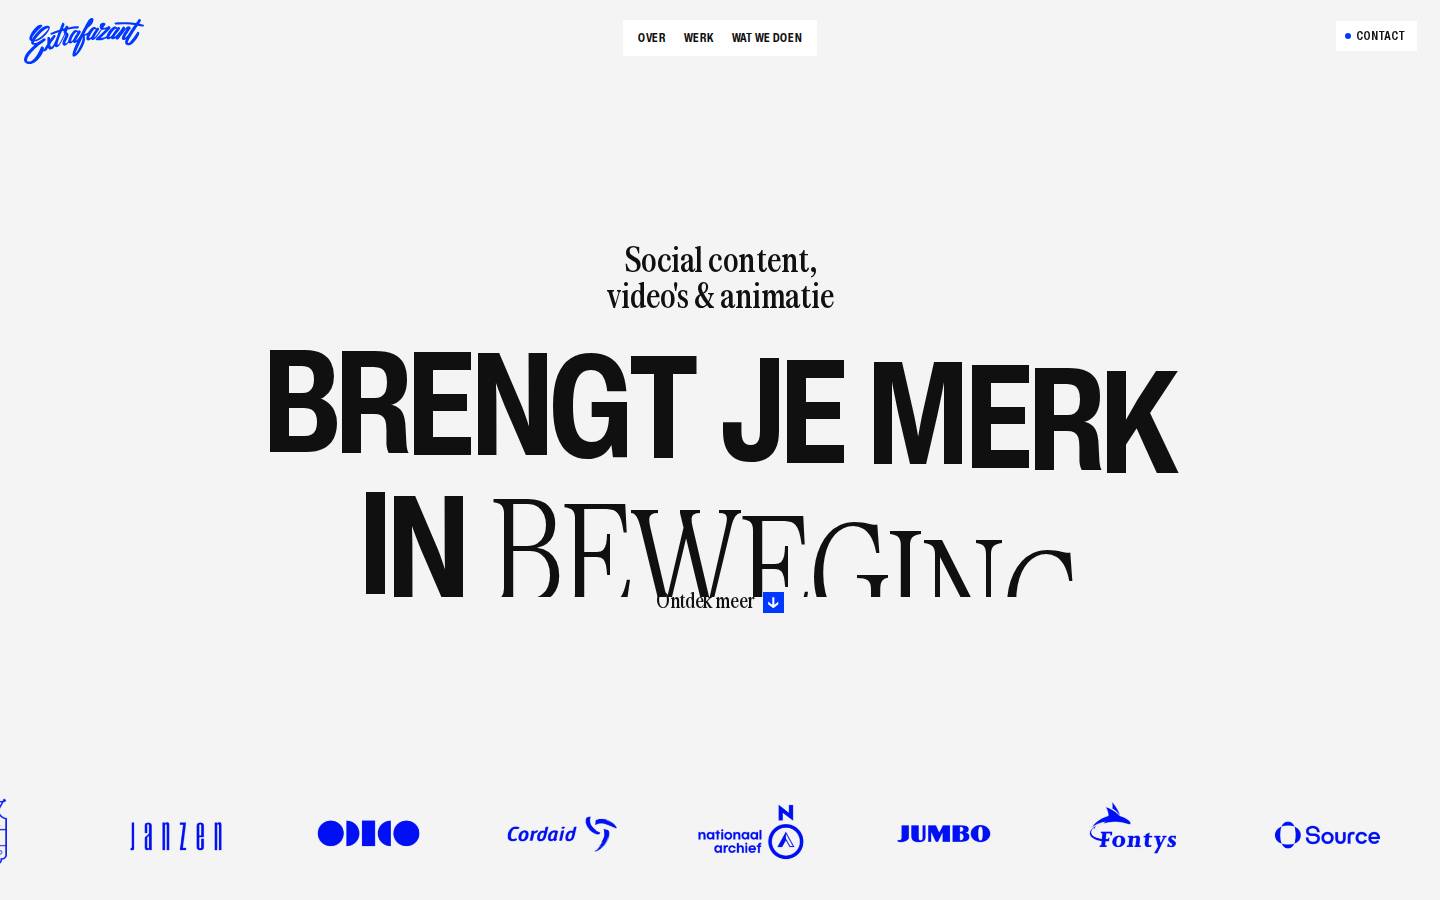 Extrafazant
OVER WERK WAT WE DOEN
CONTACT
Social content,
video's & animatie
BRENGT JE MERK
IN BEWEGING
Ontdek meer
Janzen
ODICO
Cordaid
nationaal
archief
N
JUMBO
Fontys
Source